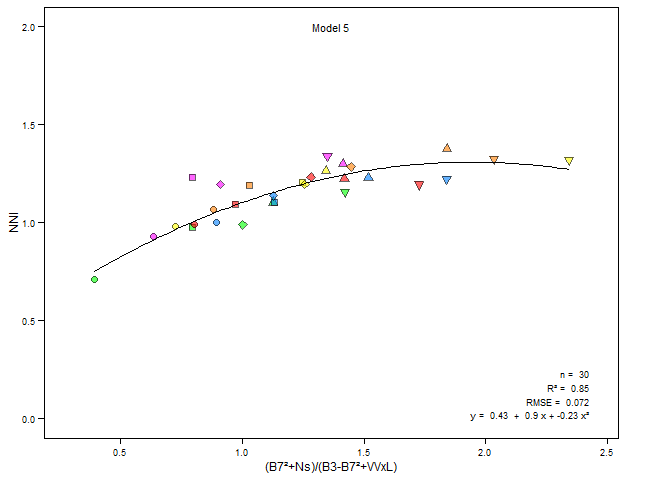 Model 5
2.0
1.5
1.0
0.5
0.0
NNI
n = 30
R² = 0.85
RMSE = 0.072
y = 0.43 + 0.9 x + -0.23 x²
0.5 1.0 1.5 2.0 2.5
(B7²+Ns)/(B3-B7²+VVxL)